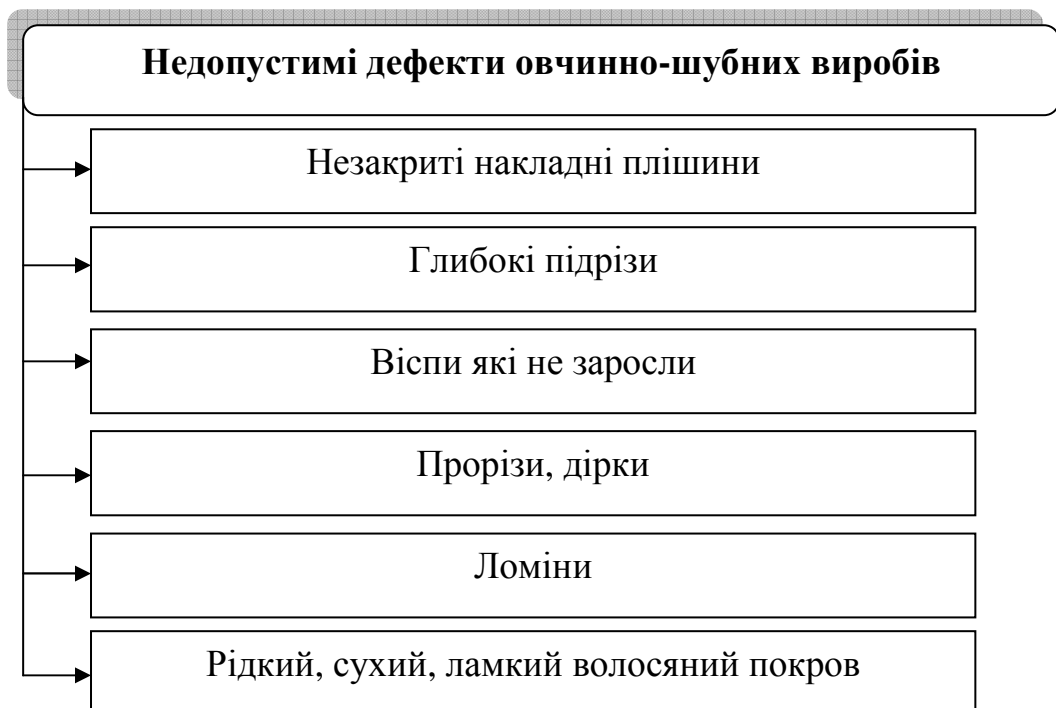 Недопустимі дефекти овчинно-шубних виробів
Незакриті накладні плішини
Глибокі підрізи
Віспи які не заросли
Прорізи, дірки
Ломіни
Рідкий, сухий, ламкий волосяний покров